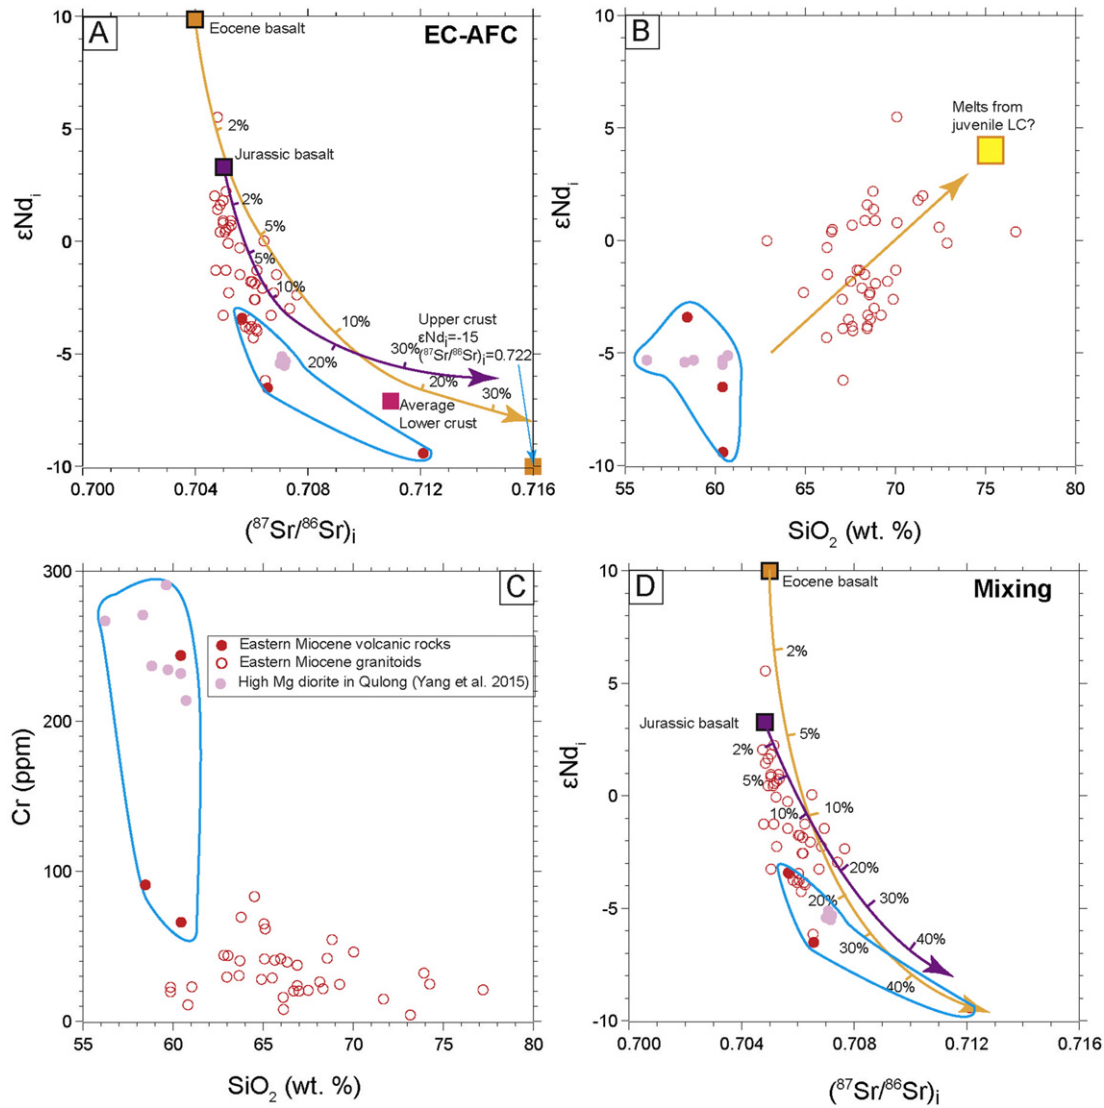 A
EC-AFC
10
5
0
-5
-10
εNdᵢ
Eocene basalt
2%
Jurassic basalt
2%
5%
5%
10%
10%
20%
30%
20%
30%
Upper crust
εNdᵢ=-15
(⁸⁷Sr/⁸⁶Sr)ᵢ=0.722
Average
Lower crust
0.700 0.704 0.708 0.712 0.716
(⁸⁷Sr/⁸⁶Sr)ᵢ
B
10
5
0
-5
-10
εNdᵢ
Melts from
juvenile LC?
55 60 65 70 75 80
SiO₂ (wt. %)
C
300
200
100
0
Cr (ppm)
Eastern Miocene volcanic rocks
Eastern Miocene granitoids
High Mg diorite in Qulong (Yang et al. 2015)
55 60 65 70 75 80
SiO₂ (wt. %)
D
Mixing
10
5
0
-5
-10
εNdᵢ
Eocene basalt
2%
Jurassic basalt
5%
2%
5%
10%
10%
20%
20%
30%
30%
40%
40%
0.700 0.704 0.708 0.712 0.716
(⁸⁷Sr/⁸⁶Sr)ᵢ